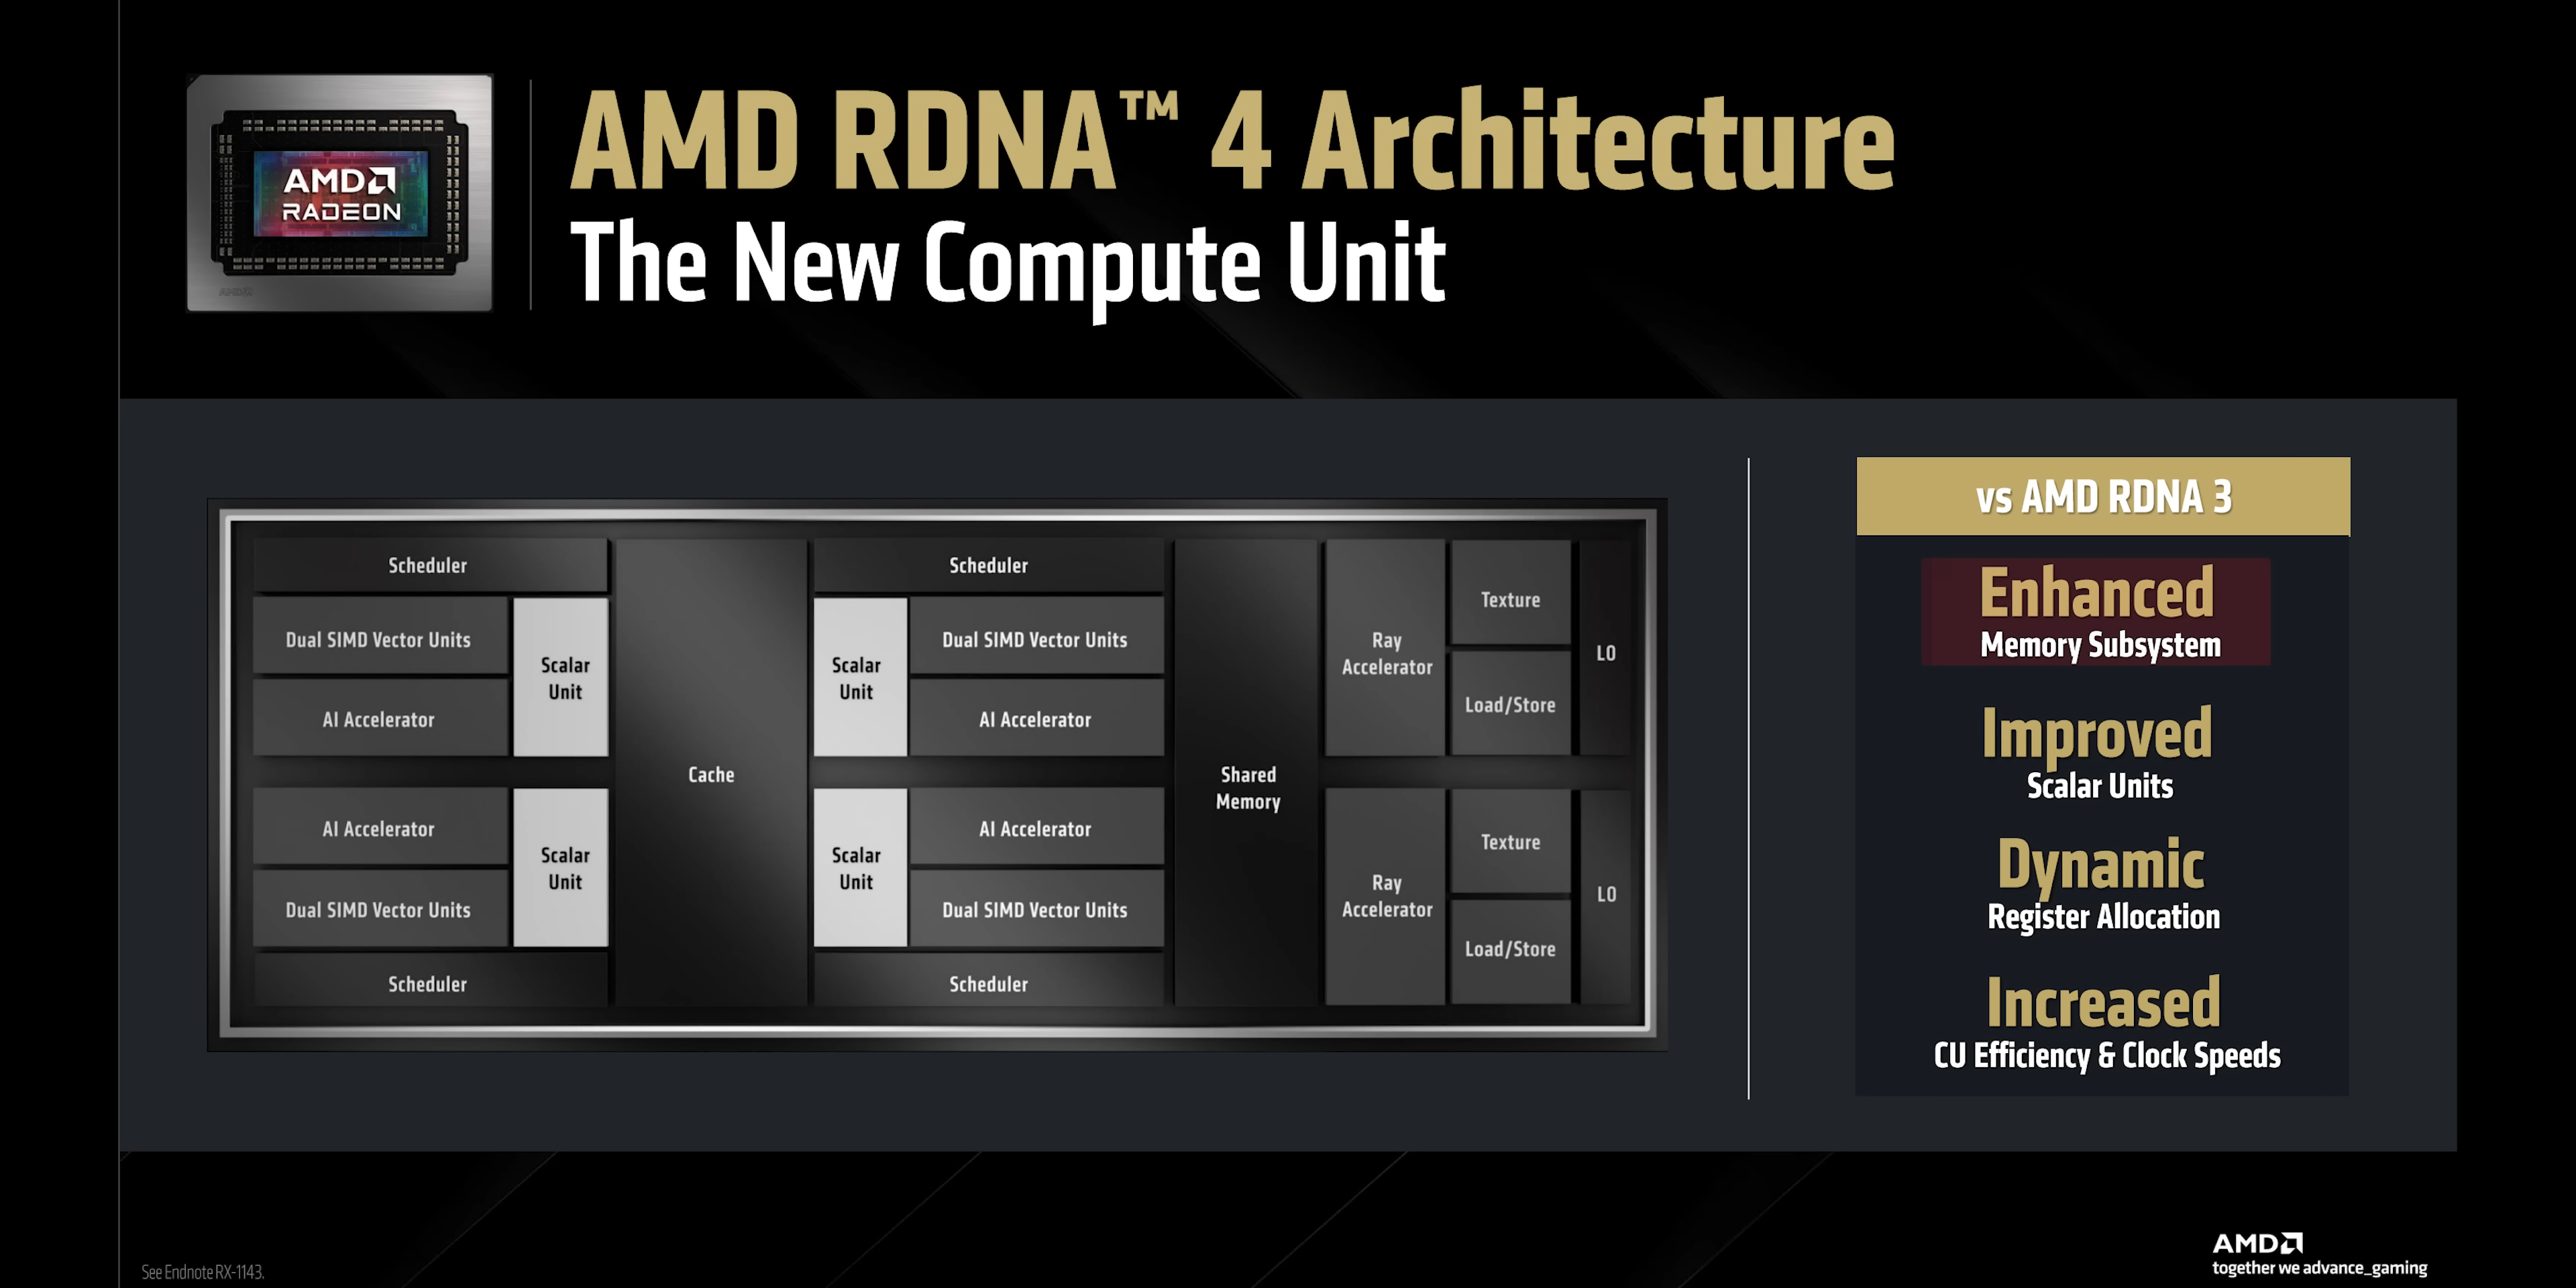 AMD
RADEON
AMD
AMD RDNA™ 4 Architecture
The New Compute Unit
Scheduler
Dual SIMD Vector Units
AI Accelerator
Scalar
Unit
AI Accelerator
Dual SIMD Vector Units
Scalar
Unit
Scheduler
Cache
Scheduler
Scalar
Unit
Dual SIMD Vector Units
AI Accelerator
Scalar
Unit
AI Accelerator
Dual SIMD Vector Units
Scheduler
Shared
Memory
Ray
Accelerator
Texture
Load/Store
L0
Ray
Accelerator
Texture
Load/Store
L0
vs AMD RDNA 3
Enhanced
Memory Subsystem
Improved
Scalar Units
Dynamic
Register Allocation
Increased
CU Efficiency & Clock Speeds
See Endnote RX-1143.
AMD
together we advance_gaming